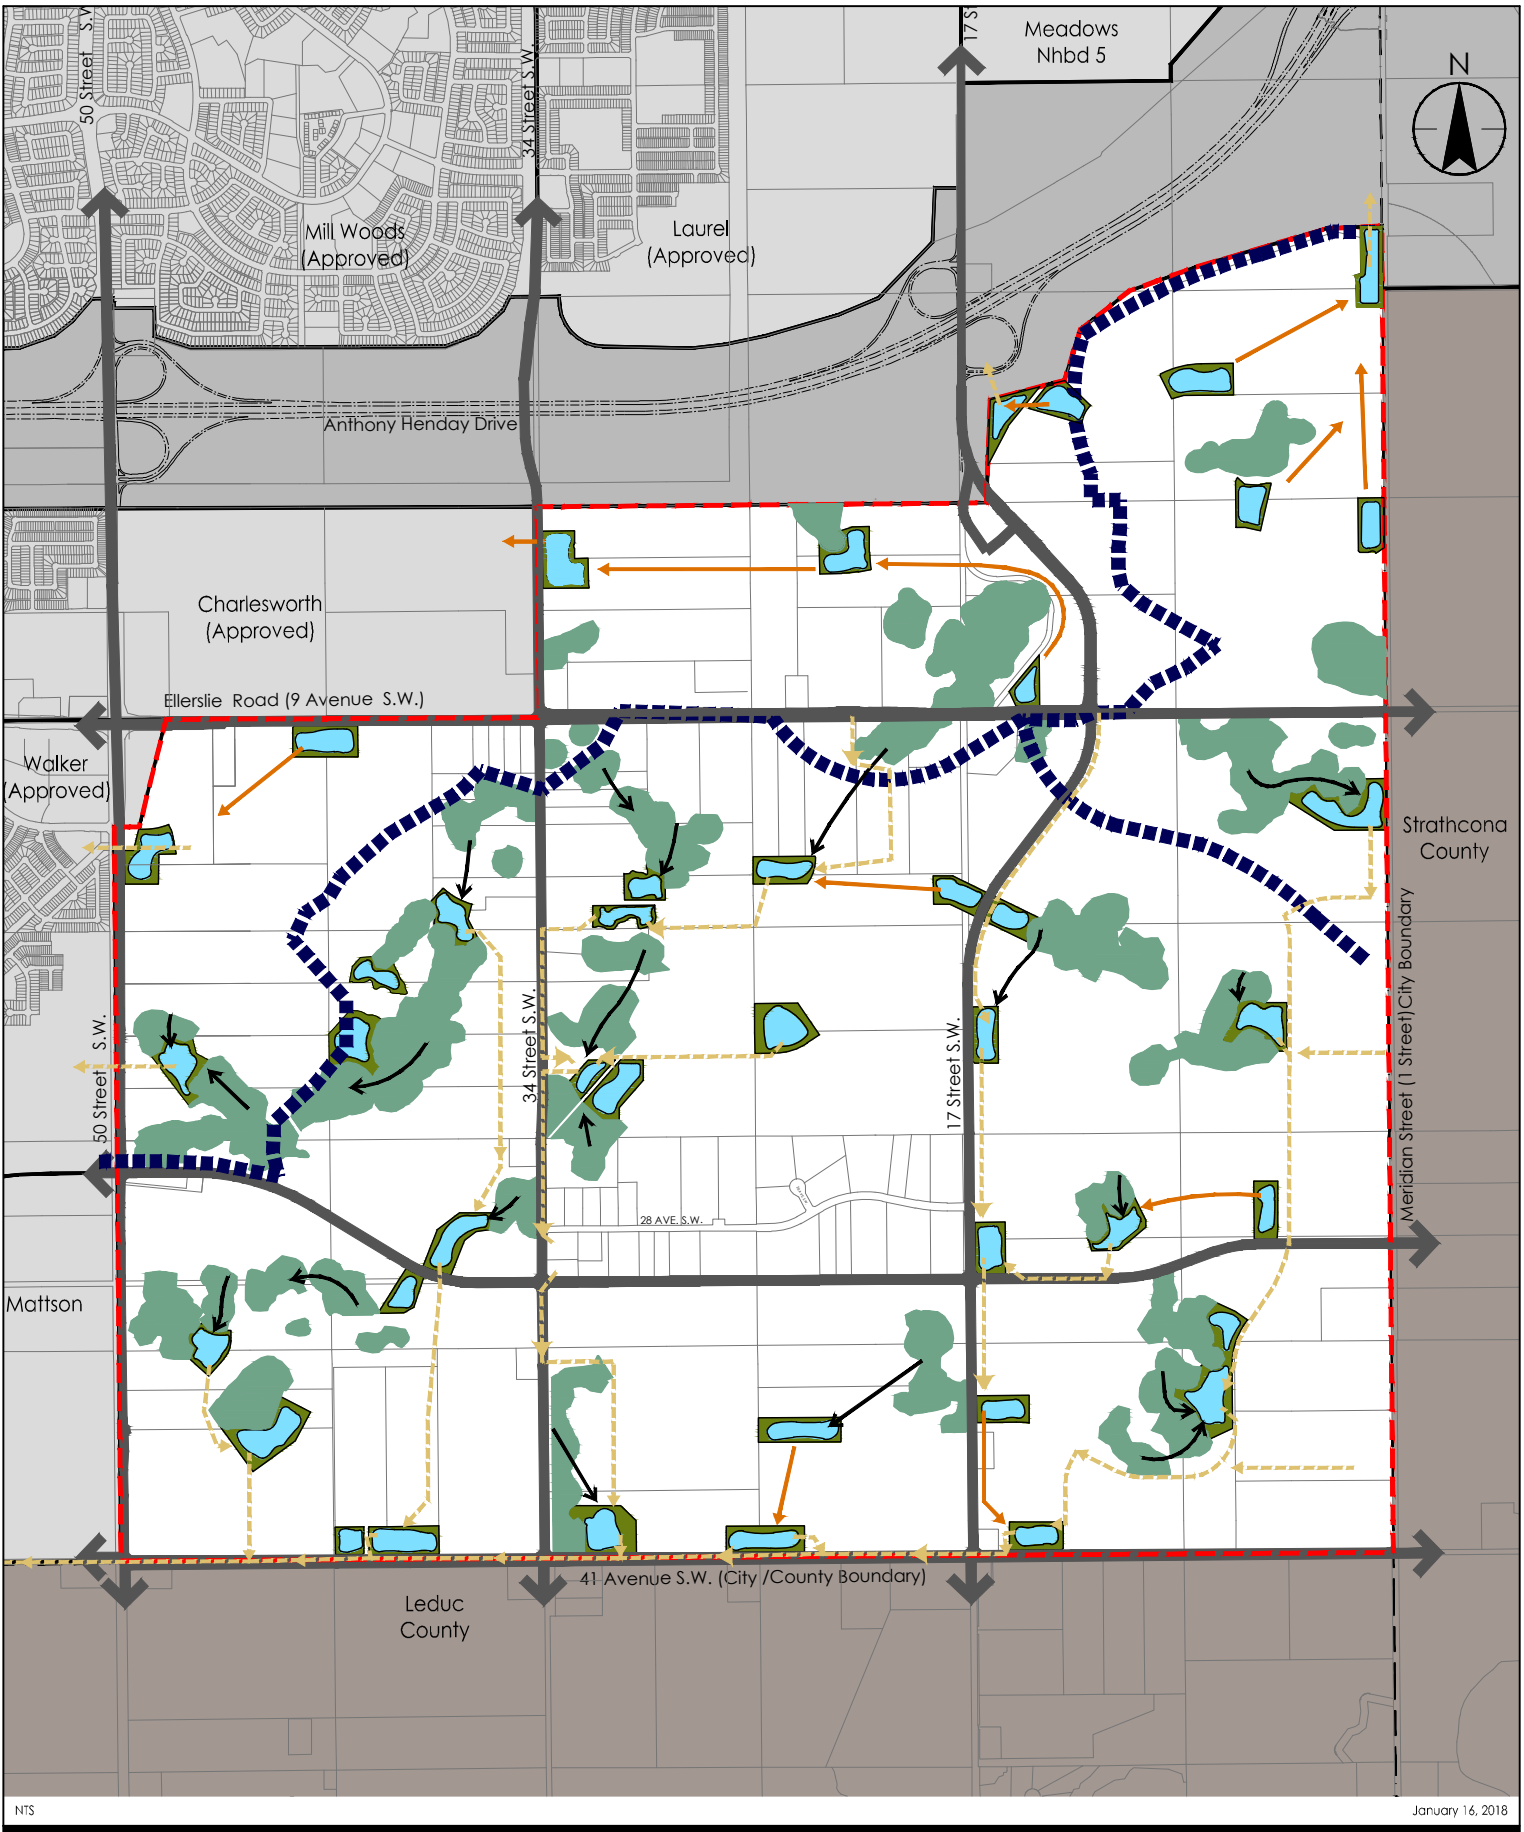 50 Street S.W.
34 Street S.W.
17 St
Meadows
Nhbd 5
N
Mill Woods
(Approved)
Laurel
(Approved)
Anthony Henday Drive
Charlesworth
(Approved)
Ellerslie Road (9 Avenue S.W.)
Walker
(Approved)
Strathcona
County
50 Street S.W.
34 Street S.W.
17 Street S.W.
Meridian Street (1 Street) City Boundary
28 AVE. S.W.
Mattson
41 Avenue S.W. (City /County Boundary)
Leduc
County
NTS
January 16, 2018